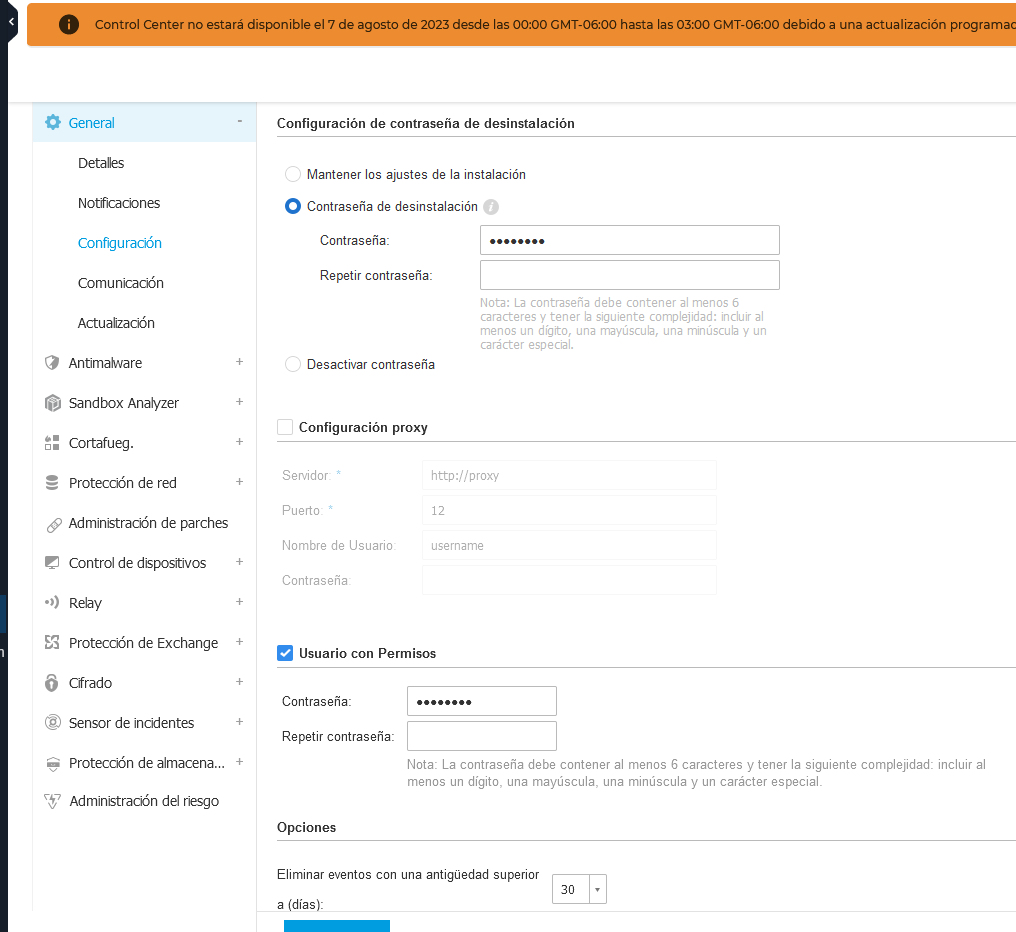 Control Center no estará disponible el 7 de agosto de 2023 desde las 00:00 GMT-06:00 hasta las 03:00 GMT-06:00 debido a una actualización
General -
Detalles
Notificaciones
Configuración
Comunicación
Actualización
Antimalware +
Sandbox Analyzer +
Cortafueg. +
Protección de red +
Administración de parches
Control de dispositivos +
Relay +
Protección de Exchange +
Cifrado +
Sensor de incidentes +
Protección de almacena... +
Administración del riesgo
Configuración de contraseña de desinstalación
Mantener los ajustes de la instalación
Contraseña de desinstalación i
Contraseña: ••••••••
Repetir contraseña:
Nota: La contraseña debe contener al menos 6
caracteres y tener la siguiente complejidad: incluir al
menos un dígito, una mayúscula, una minúscula y un
carácter especial.
Desactivar contraseña
Configuración proxy
Servidor: * http://proxy
Puerto: * 12
Nombre de Usuario: username
Contraseña:
Usuario con Permisos
Contraseña: ••••••••
Repetir contraseña:
Nota: La contraseña debe contener al menos 6 caracteres y tener la siguiente complejidad: incluir al
menos un dígito, una mayúscula, una minúscula y un carácter especial.
Opciones
Eliminar eventos con una antigüedad superior
a (días): 30